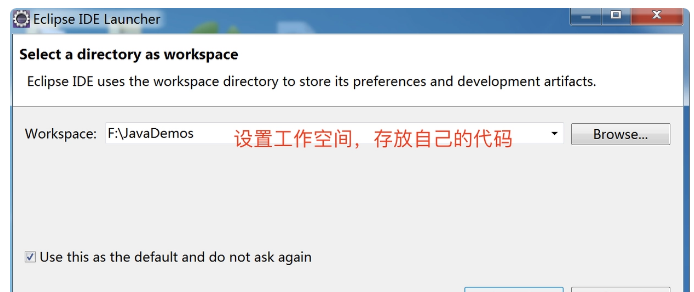 Eclipse IDE Launcher
Select a directory as workspace
Eclipse IDE uses the workspace directory to store its preferences and development artifacts.
Workspace: F:\JavaDemos 设置工作空间，存放自己的代码 Browse...
Use this as the default and do not ask again